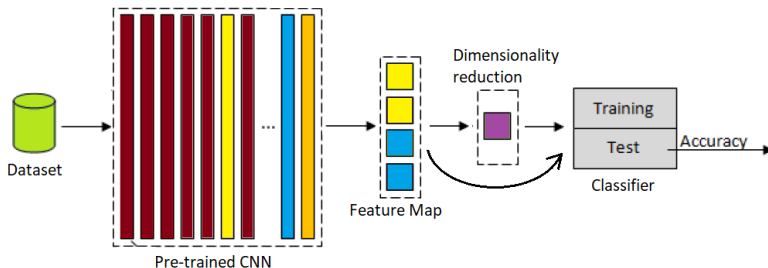 Dataset
...
Pre-trained CNN
Feature Map
Dimensionality
reduction
Training
Test
Classifier
Accuracy